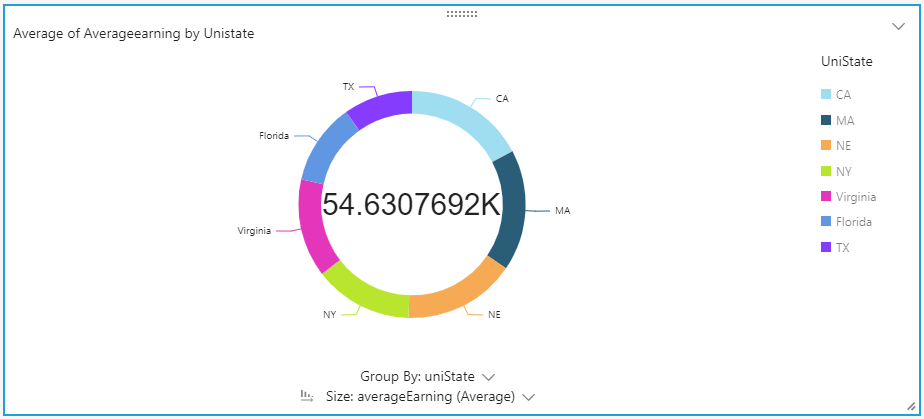 Average of Averageearning by Unistate
UniState
CA
MA
NE
NY
Virginia
Florida
TX
TX
CA
Florida
54.6307692K
MA
Virginia
NY
NE
Group By: uniState
Size: averageEarning (Average)